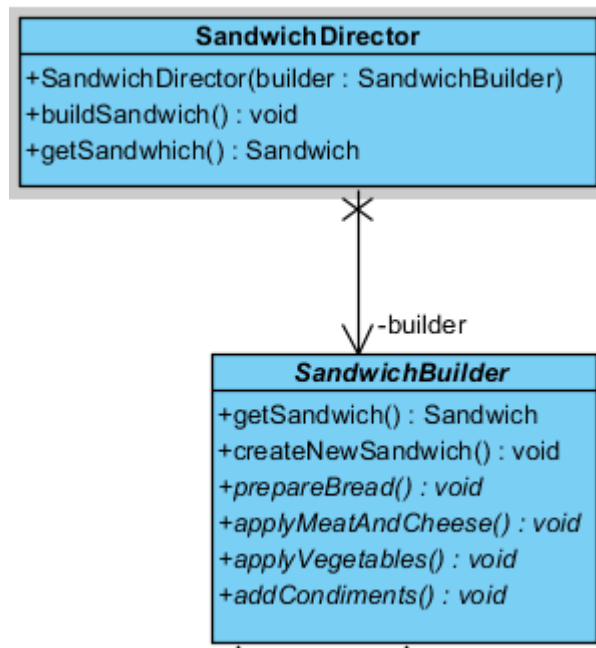 SandwichDirector
+SandwichDirector(builder : SandwichBuilder)
+buildSandwich() : void
+getSandwhich() : Sandwich
-builder
SandwichBuilder
+getSandwich() : Sandwich
+createNewSandwich() : void
+prepareBread() : void
+applyMeatAndCheese() : void
+applyVegetables() : void
+addCondiments() : void